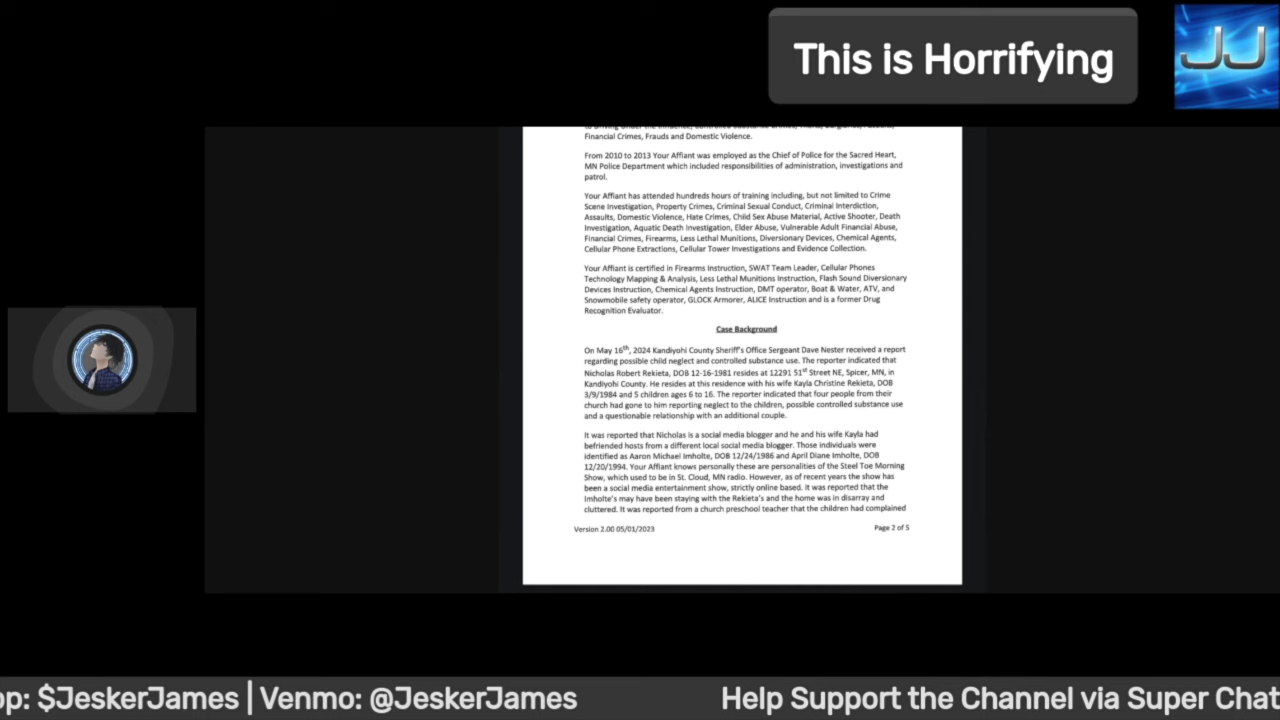 This is Horrifying
JJ
Financial Crimes, Frauds and Domestic Violence.
From 2010 to 2013 Your Affiant was employed as the Chief of Police for the Sacred Heart,
MN Police Department which included responsibilities of administration, investigations and
patrol.
Your Affiant has attended hundreds hours of training including, but not limited to Crime
Scene Investigation, Property Crimes, Criminal Sexual Conduct, Criminal Interdiction,
Assaults, Domestic Violence, Hate Crimes, Child Sex Abuse Material, Active Shooter, Death
Investigation, Aquatic Death Investigation, Elder Abuse, Vulnerable Adult Financial Abuse,
Financial Crimes, Firearms, Less Lethal Munitions, Diversionary Devices, Chemical Agents,
Cellular Phone Extractions, Cellular Tower Investigations and Evidence Collection.
Your Affiant is certified in Firearms Instruction, SWAT Team Leader, Cellular Phones
Technology Mapping & Analysis, Less Lethal Munitions Instruction, Flash Sound Diversionary
Devices Instruction, Chemical Agents Instruction, DMT operator, Boat & Water, ATV, and
Snowmobile safety operator, GLOCK Armorer, ALICE Instruction and is a former Drug
Recognition Evaluator.
Case Background
On May 16th, 2024 Kandiyohi County Sheriff's Office Sergeant Dave Nester received a report
regarding possible child neglect and controlled substance use. The reporter indicated that
Nicholas Robert Rekieta, DOB 12-16-1981 resides at 12291 51st Street NE, Spicer, MN, in
Kandiyohi County. He resides at this residence with his wife Kayla Christine Rekieta, DOB
3/9/1984 and 5 children ages 6 to 16. The reporter indicated that four people from their
church had gone to him reporting neglect to the children, possible controlled substance use
and a questionable relationship with an additional couple.
It was reported that Nicholas is a social media blogger and he and his wife Kayla had
befriended hosts from a different local social media blogger. Those individuals were
identified as Aaron Michael Imholte, DOB 12/24/1986 and April Diane Imholte, DOB
12/20/1994. Your Affiant knows personally these are personalities of the Steel Toe Morning
Show, which used to be in St. Cloud, MN radio. However, as of recent years the show has
been a social media entertainment show, strictly online based. It was reported that the
Imholte's may have been staying with the Rekieta's and the home was in disarray and
cluttered. It was reported from a church preschool teacher that the children had complained
Version 2.00 05/01/2023
Page 2 of 5
op: $JeskerJames | Venmo: @JeskerJames
Help Support the Channel via Super Chat